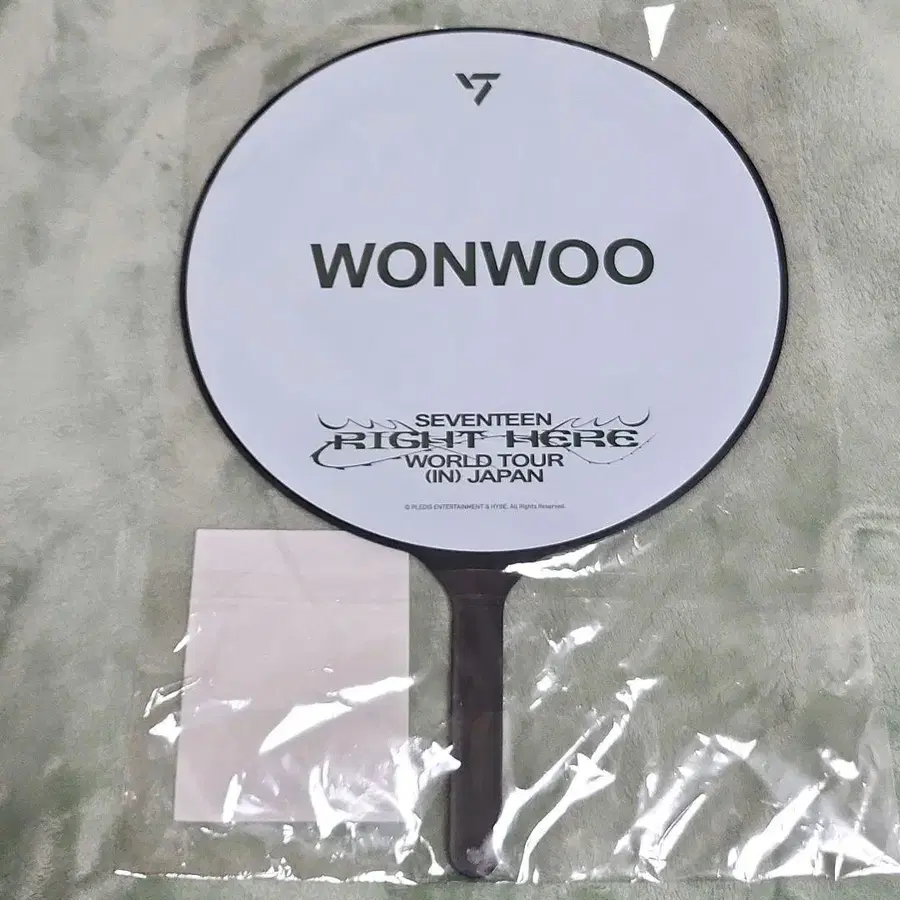 WONWOO
SEVENTEEN
RIGHT HERE
WORLD TOUR
(IN) JAPAN
© PLEDIS ENTERTAINMENT & HYBE. All Rights Reserved.